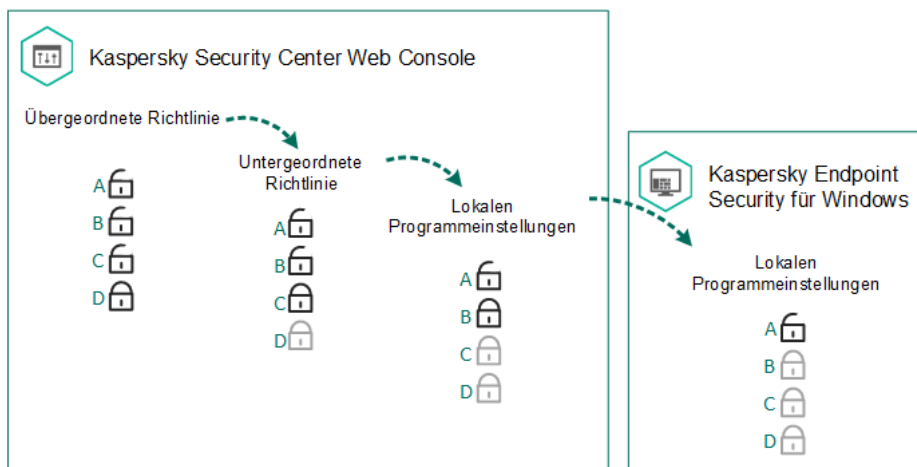 Kaspersky Security Center Web Console
Übergeordnete Richtlinie
A
B
C
D
Untergeordnete
Richtlinie
A
B
C
D
Lokalen
Programmeinstellungen
A
B
C
D
Kaspersky Endpoint
Security für Windows
Lokalen
Programmeinstellungen
A
B
C
D